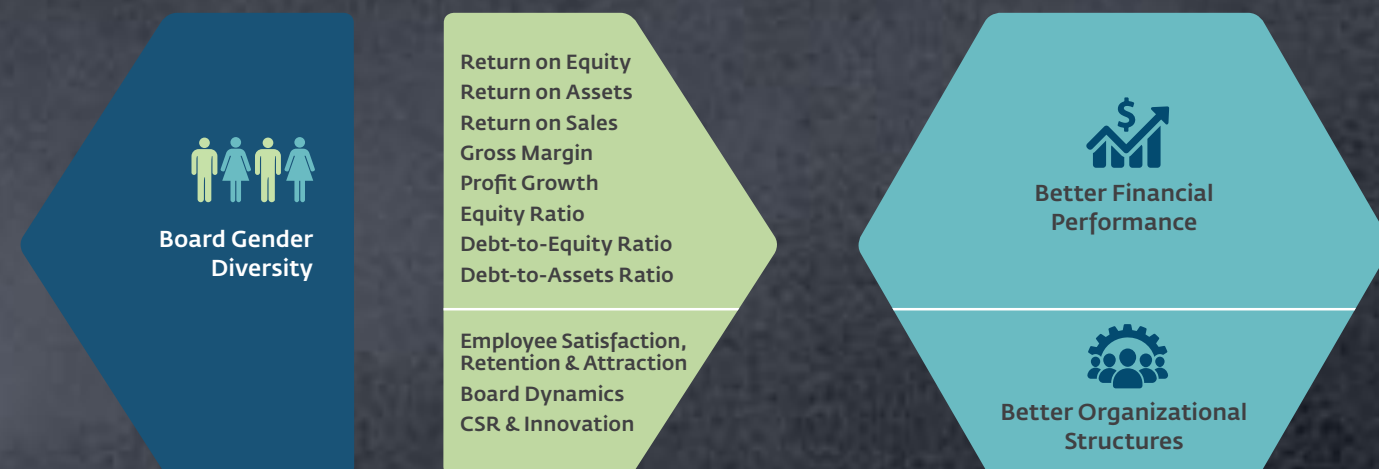 Board Gender
Diversity
Return on Equity
Return on Assets
Return on Sales
Gross Margin
Profit Growth
Equity Ratio
Debt-to-Equity Ratio
Debt-to-Assets Ratio
Employee Satisfaction,
Retention & Attraction
Board Dynamics
CSR & Innovation
$
Better Financial
Performance
Better Organizational
Structures